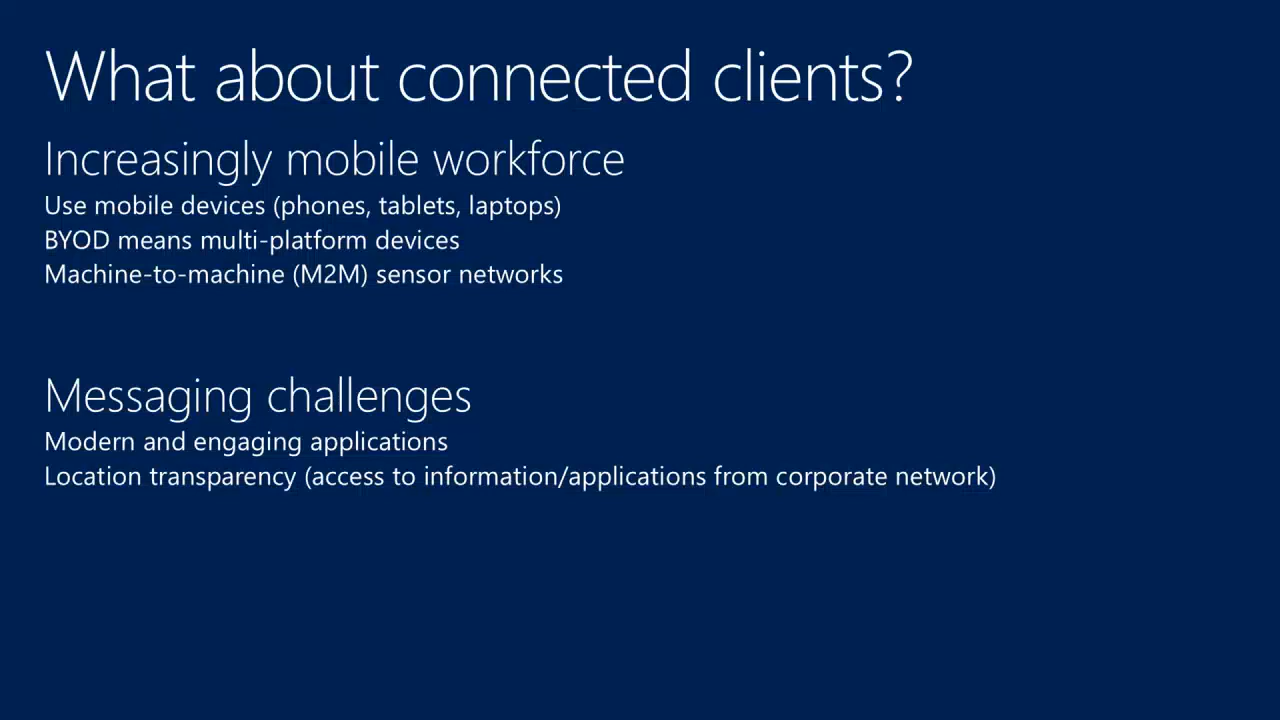 What about connected clients?
Increasingly mobile workforce
Use mobile devices (phones, tablets, laptops)
BYOD means multi-platform devices
Machine-to-machine (M2M) sensor networks
Messaging challenges
Modern and engaging applications
Location transparency (access to information/applications from corporate network)